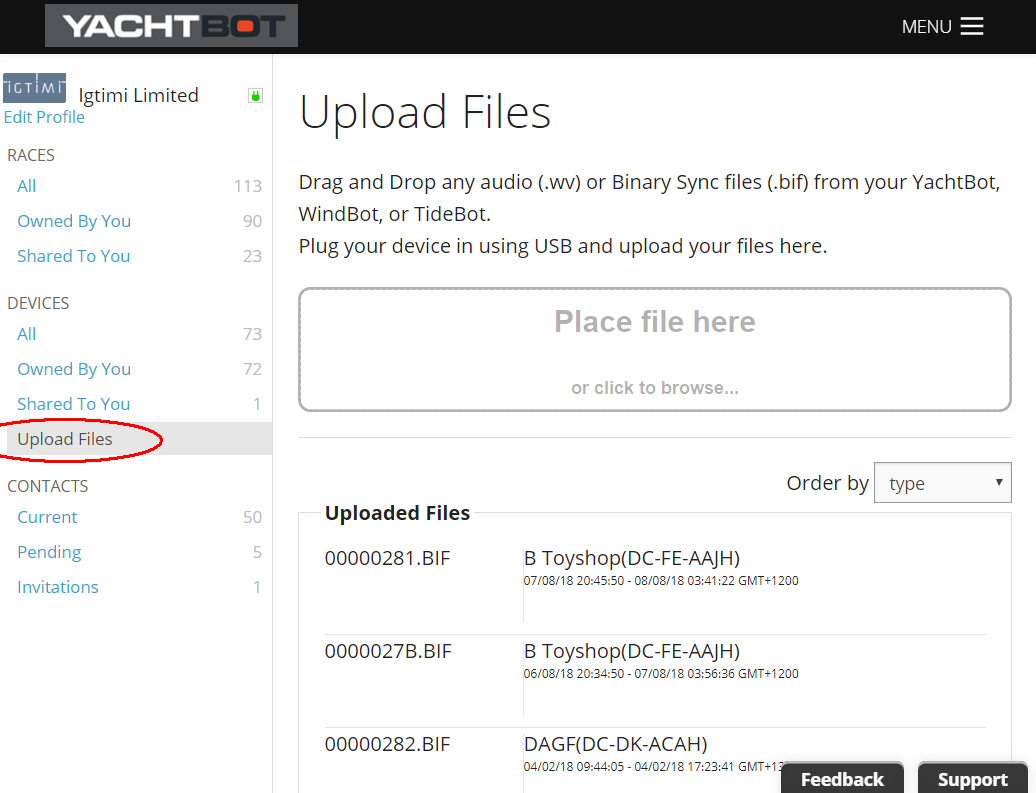 YACHTBOT
MENU
IGTIMI
Igtimi Limited
Edit Profile
RACES
All 113
Owned By You 90
Shared To You 23
DEVICES
All 73
Owned By You 72
Shared To You 1
Upload Files
CONTACTS
Current 50
Pending 5
Invitations 1
Upload Files
Drag and Drop any audio (.wv) or Binary Sync files (.bif) from your YachtBot,
WindBot, or TideBot.
Plug your device in using USB and upload your files here.
Place file here
or click to browse...
Order by type
Uploaded Files
00000281.BIF B Toyshop(DC-FE-AAJH)
07/08/18 20:45:50 - 08/08/18 03:41:22 GMT+1200
0000027B.BIF B Toyshop(DC-FE-AAJH)
06/08/18 20:34:50 - 07/08/18 03:56:36 GMT+1200
00000282.BIF DAGF(DC-DK-ACAH)
04/02/18 09:44:05 - 04/02/18 17:23:41
Feedback
Support